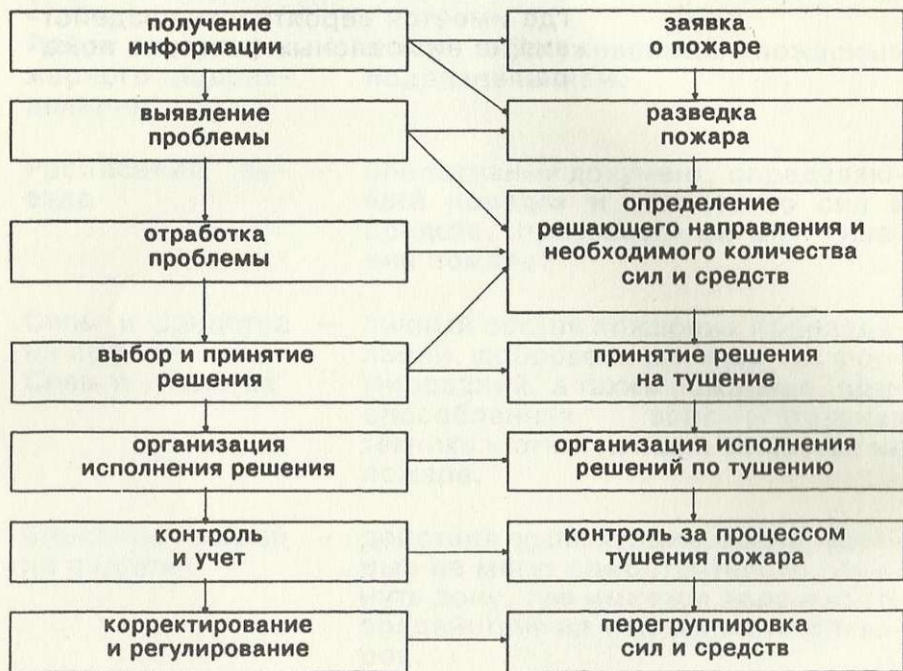 получение
информации
заявка
о пожаре
выявление
проблемы
разведка
пожара
отработка
проблемы
определение
решающего направления и
необходимого количества
сил и средств
выбор и принятие
решения
принятие решения
на тушение
организация
исполнения решения
организация исполнения
решений по тушению
контроль
и учет
контроль за процессом
тушения пожара
корректирование
и регулирование
перегруппировка
сил и средств